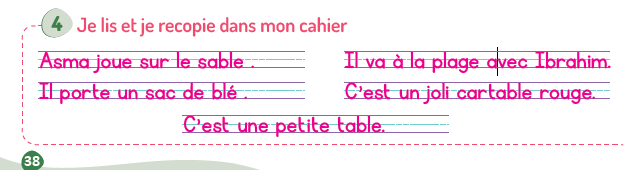 4 Je lis et je recopie dans mon cahier
Asma joue sur le sable .
Il va à la plage avec Ibrahim.
Il porte un sac de blé .
C'est un joli cartable rouge.
C'est une petite table.
38